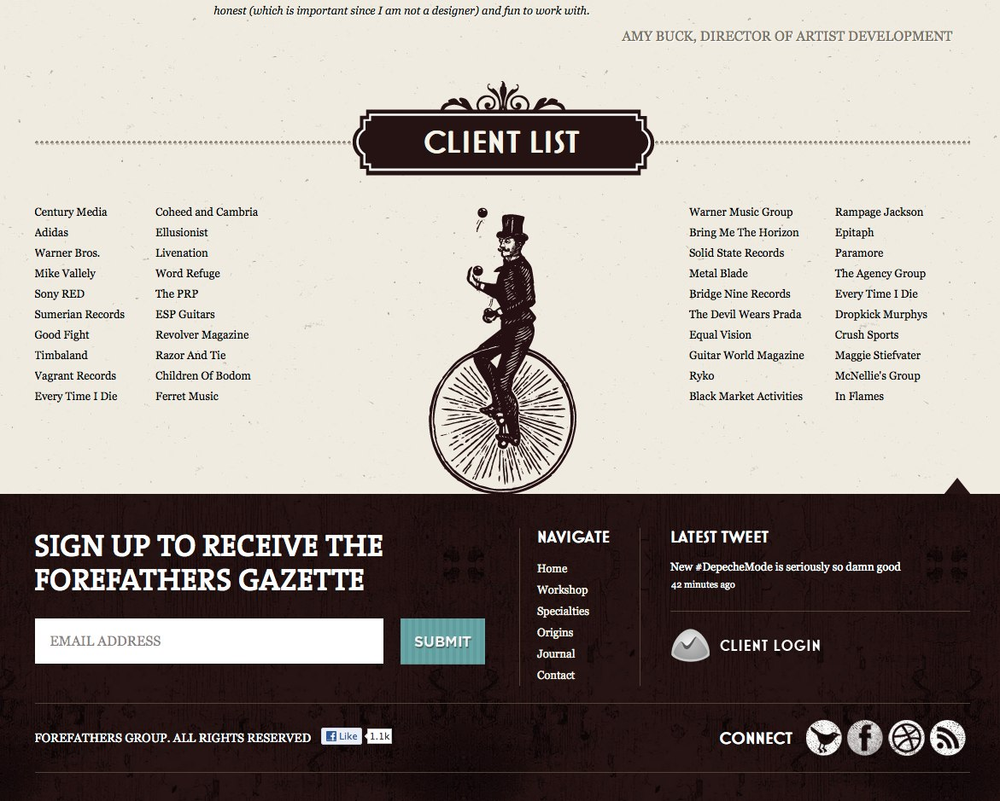 honest (which is important since I am not a designer) and fun to work with.
AMY BUCK, DIRECTOR OF ARTIST DEVELOPMENT
CLIENT LIST
Century Media
Adidas
Warner Bros.
Mike Vallely
Sony RED
Sumerian Records
Good Fight
Timbaland
Vagrant Records
Every Time I Die
Coheed and Cambria
Ellusionist
Livenation
Word Refuge
The PRP
ESP Guitars
Revolver Magazine
Razor And Tie
Children Of Bodom
Ferret Music
Warner Music Group
Bring Me The Horizon
Solid State Records
Metal Blade
Bridge Nine Records
The Devil Wears Prada
Equal Vision
Guitar World Magazine
Ryko
Black Market Activities
Rampage Jackson
Epitaph
Paramore
The Agency Group
Every Time I Die
Dropkick Murphys
Crush Sports
Maggie Stiefvater
McNellie's Group
In Flames
SIGN UP TO RECEIVE THE
FOREFATHERS GAZETTE
EMAIL ADDRESS
SUBMIT
NAVIGATE
Home
Workshop
Specialties
Origins
Journal
Contact
LATEST TWEET
New #DepecheMode is seriously so damn good
42 minutes ago
CLIENT LOGIN
FOREFATHERS GROUP. ALL RIGHTS RESERVED
Like
1.1k
CONNECT